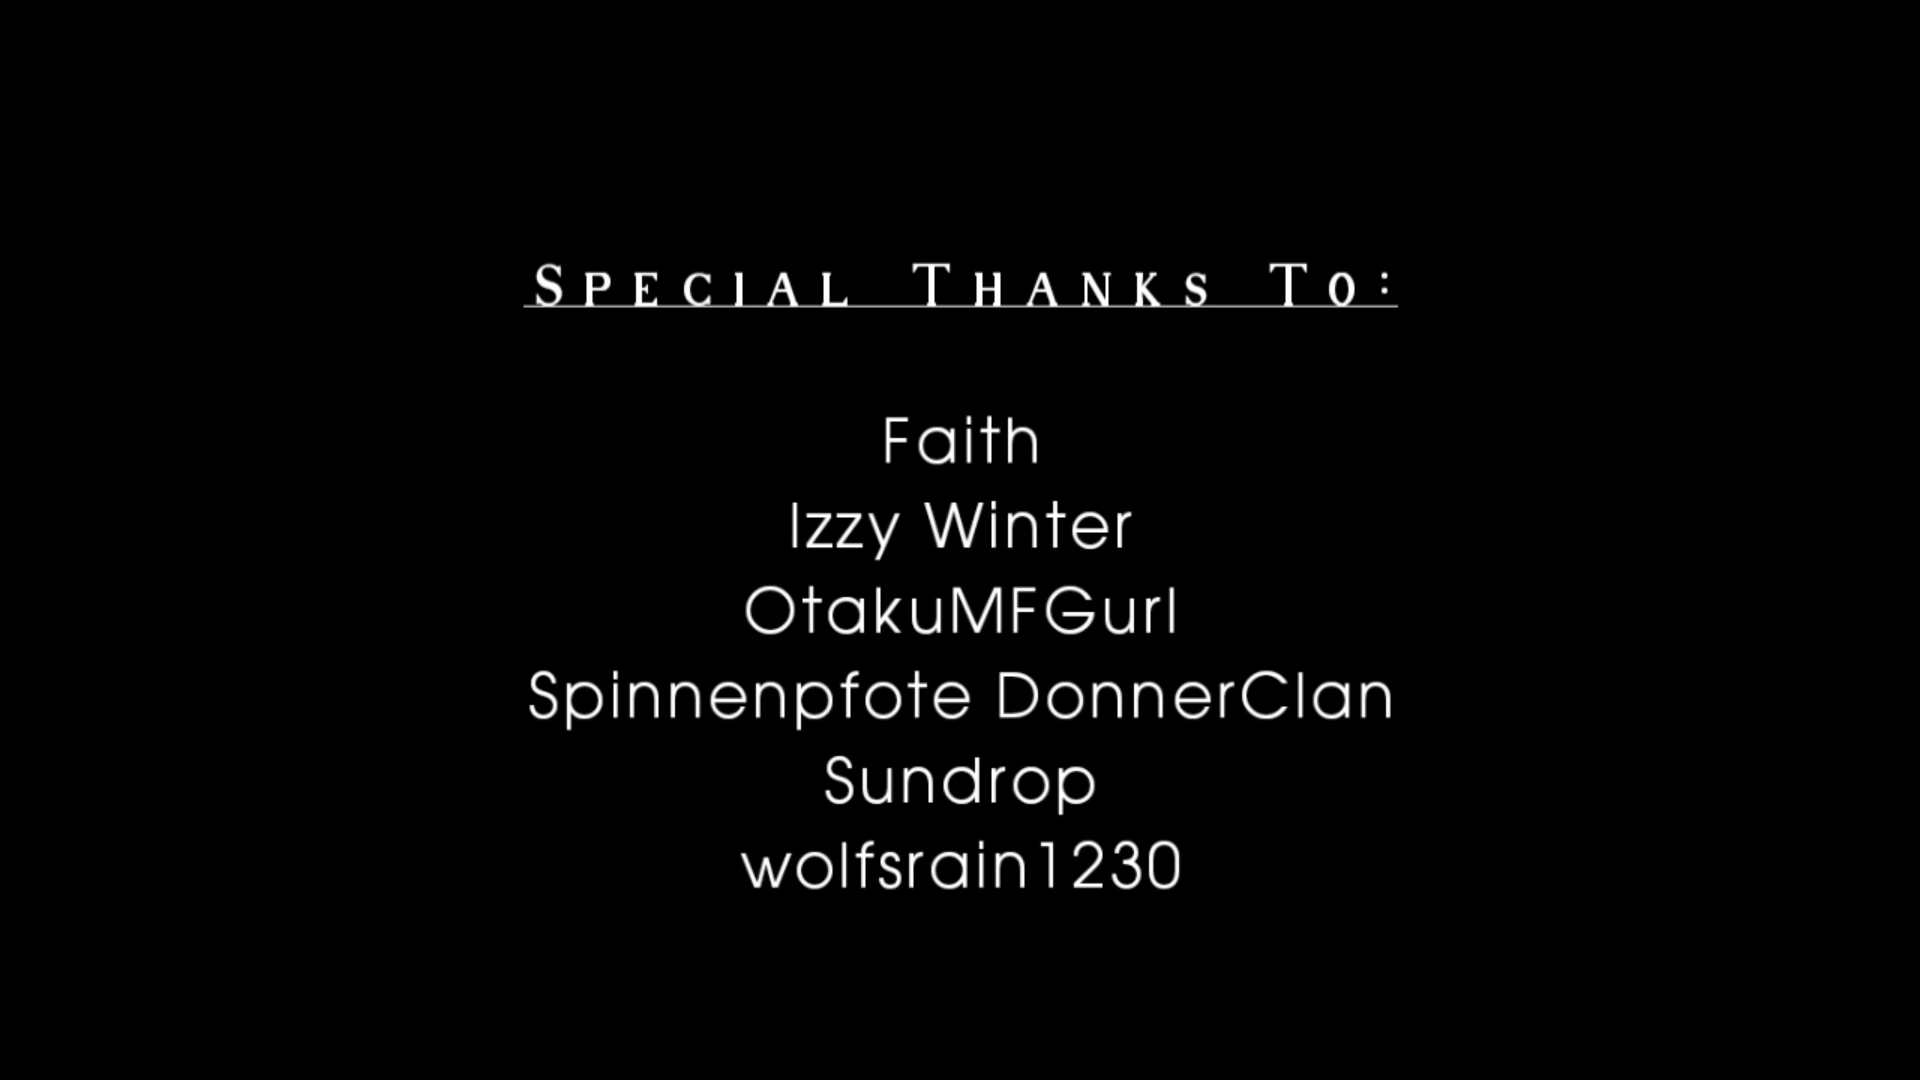 Special Thanks To:
Faith
Izzy Winter
OtakuMFGurl
Spinnenpfote DonnerClan
Sundrop
wolfsrain1230